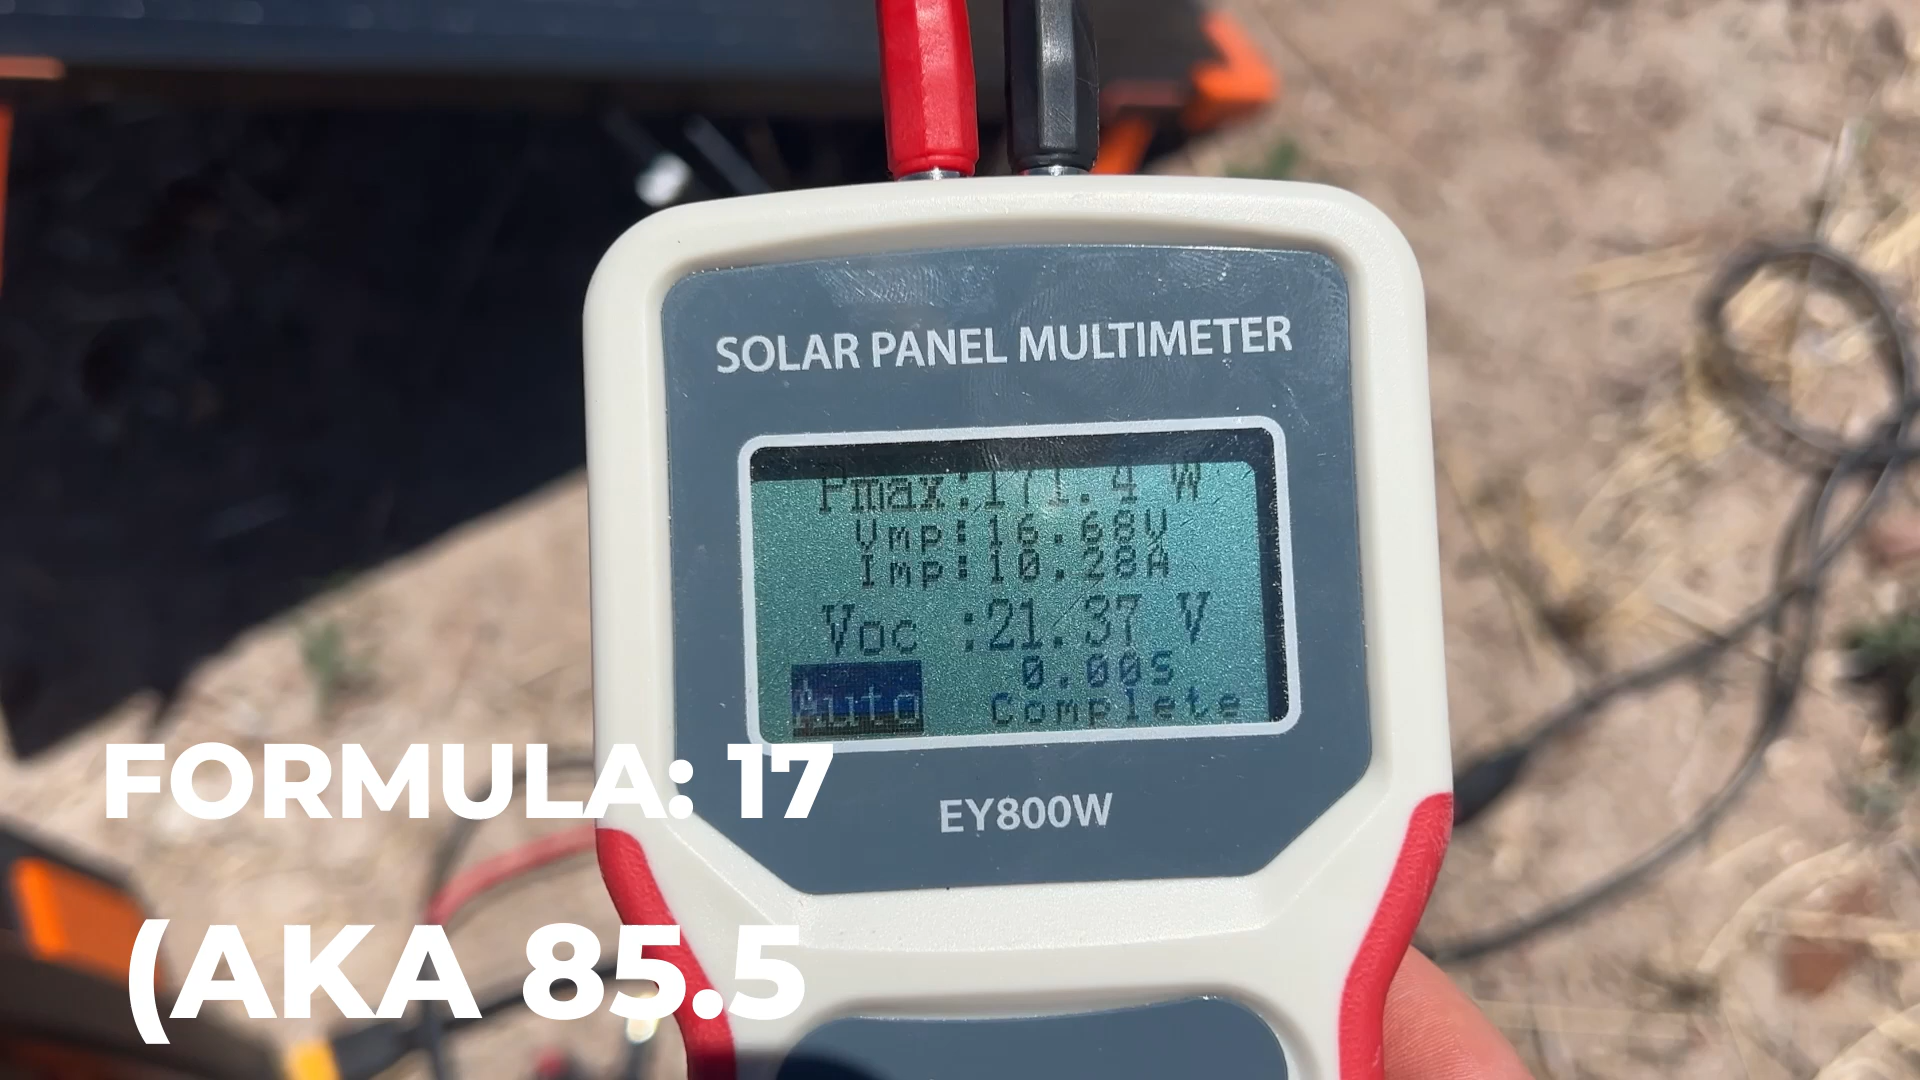 SOLAR PANEL MULTIMETER
Pmax:171.4 W
Vmp:16.68V
Imp:10.28A
Voc :21.37 V
0.00S
Auto Complete
EY800W
FORMULA: 17
(AKA 85.5